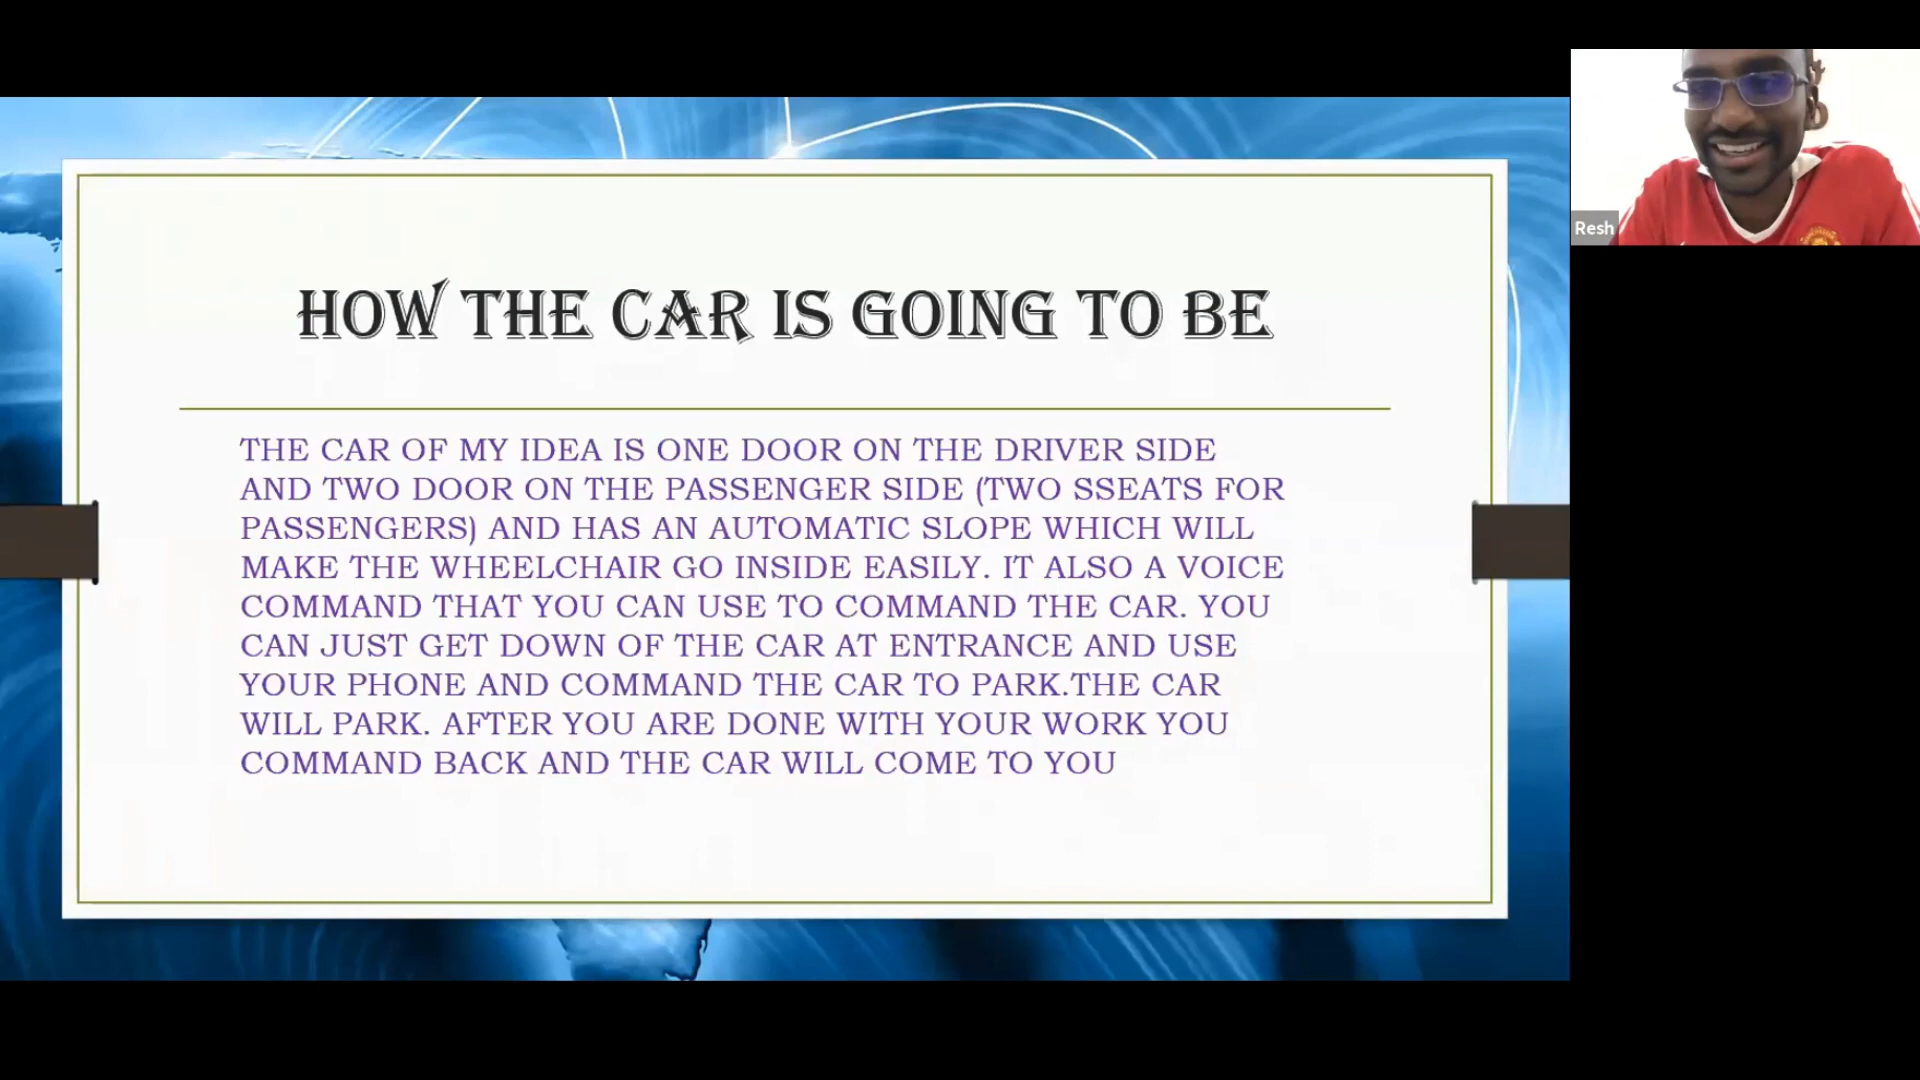 HOW THE CAR IS GOING TO BE
THE CAR OF MY IDEA IS ONE DOOR ON THE DRIVER SIDE
AND TWO DOOR ON THE PASSENGER SIDE (TWO SSEATS FOR
PASSENGERS) AND HAS AN AUTOMATIC SLOPE WHICH WILL
MAKE THE WHEELCHAIR GO INSIDE EASILY. IT ALSO A VOICE
COMMAND THAT YOU CAN USE TO COMMAND THE CAR. YOU
CAN JUST GET DOWN OF THE CAR AT ENTRANCE AND USE
YOUR PHONE AND COMMAND THE CAR TO PARK.THE CAR
WILL PARK. AFTER YOU ARE DONE WITH YOUR WORK YOU
COMMAND BACK AND THE CAR WILL COME TO YOU
Resh